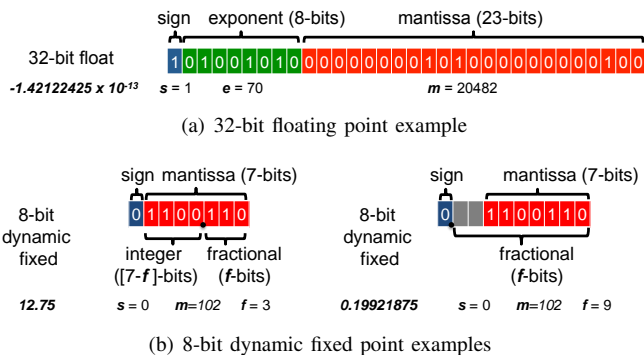 sign exponent (8-bits) mantissa (23-bits)
32-bit float 1 0 1 0 0 1 0 1 0 0 0 0 0 0 0 0 0 1 0 1 0 0 0 0 0 0 0 0 0 1 0 0
-1.42122425 x 10⁻¹³ s = 1 e = 70 m = 20482
(a) 32-bit floating point example
sign mantissa (7-bits)
8-bit dynamic fixed 0 1 1 0 0 1 1 0
integer ([7-f ]-bits) fractional (f-bits)
12.75 s = 0 m=102 f = 3
sign mantissa (7-bits)
8-bit dynamic fixed 0 1 1 0 0 1 1 0
fractional (f-bits)
0.19921875 s = 0 m=102 f = 9
(b) 8-bit dynamic fixed point examples